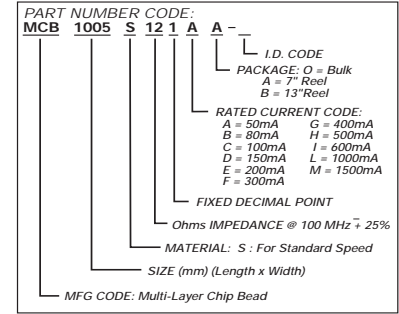 PART NUMBER CODE:
MCB 1005 S 12 1 A A - _
I.D. CODE
PACKAGE: O = Bulk
A = 7" Reel
B = 13"Reel
RATED CURRENT CODE:
A = 50mA G = 400mA
B = 80mA H = 500mA
C = 100mA I = 600mA
D = 150mA L = 1000mA
E = 200mA M = 1500mA
F = 300mA
FIXED DECIMAL POINT
Ohms IMPEDANCE @ 100 MHz ∓ 25%
MATERIAL: S : For Standard Speed
SIZE (mm) (Length x Width)
MFG CODE: Multi-Layer Chip Bead